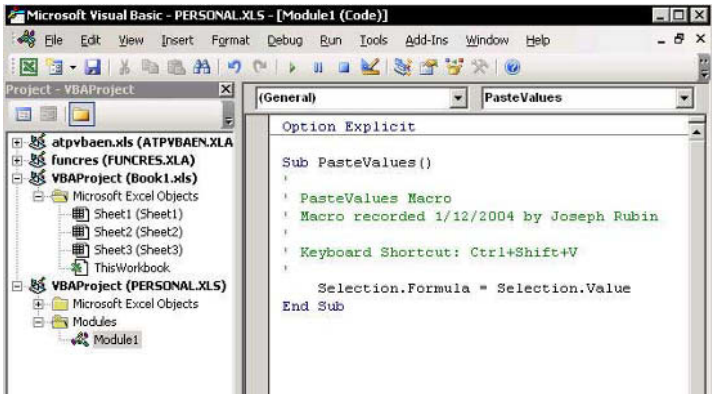 Microsoft Visual Basic - PERSONAL.XLS - [Module1 (Code)]
File Edit View Insert Format Debug Run Tools Add-Ins Window Help
Project - VBAProject
(General) PasteValues
atpvbaen.xls (ATPVBAEN.XLA
funcres (FUNCRES.XLA)
VBAProject (Book1.xls)
Microsoft Excel Objects
Sheet1 (Sheet1)
Sheet2 (Sheet2)
Sheet3 (Sheet3)
ThisWorkbook
VBAProject (PERSONAL.XLS)
Microsoft Excel Objects
Modules
Module1
Option Explicit
Sub PasteValues()
'
' PasteValues Macro
' Macro recorded 1/12/2004 by Joseph Rubin
'
' Keyboard Shortcut: Ctrl+Shift+V
'
Selection.Formula = Selection.Value
End Sub